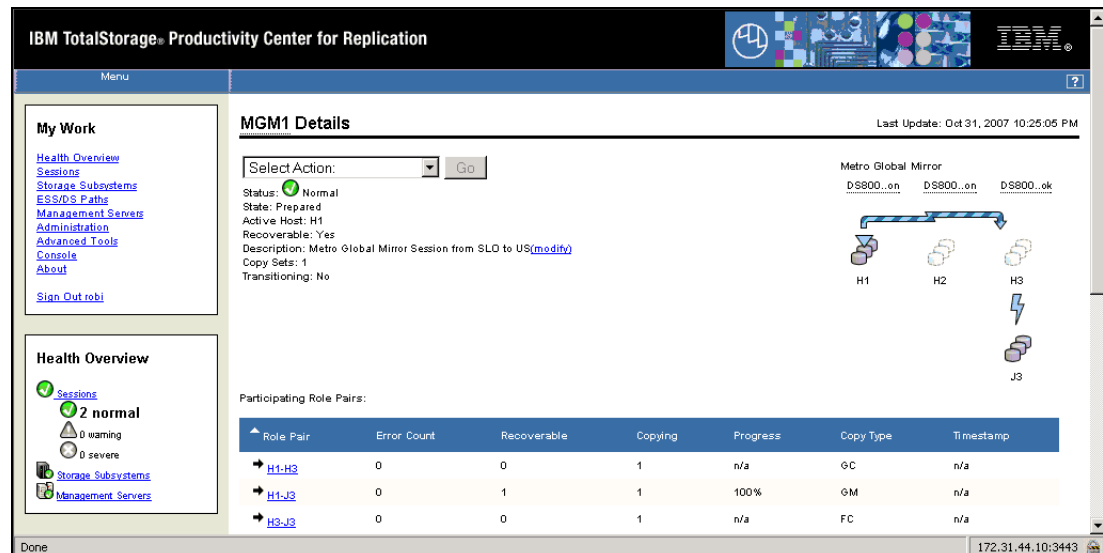 IBM TotalStorage® Productivity Center for Replication
IBM®
Menu
?
My Work
Health Overview
Sessions
Storage Subsystems
ESS/DS Paths
Management Servers
Administration
Advanced Tools
Console
About
Sign Out robi
Health Overview
Sessions
2 normal
0 warning
0 severe
Storage Subsystems
Management Servers
MGM1 Details
Last Update: Oct 31, 2007 10:25:05 PM
Select Action:
Go
Status: Normal
State: Prepared
Active Host: H1
Recoverable: Yes
Description: Metro Global Mirror Session from SLO to US(modify)
Copy Sets: 1
Transitioning: No
Metro Global Mirror
DS800..on DS800..on DS800..ok
H1 H2 H3
J3
Participating Role Pairs:
Role Pair Error Count Recoverable Copying Progress Copy Type Timestamp
H1-H3 0 0 1 n/a GC n/a
H1-J3 0 1 1 100% GM n/a
H3-J3 0 0 1 n/a FC n/a
Done
172.31.44.10:3443